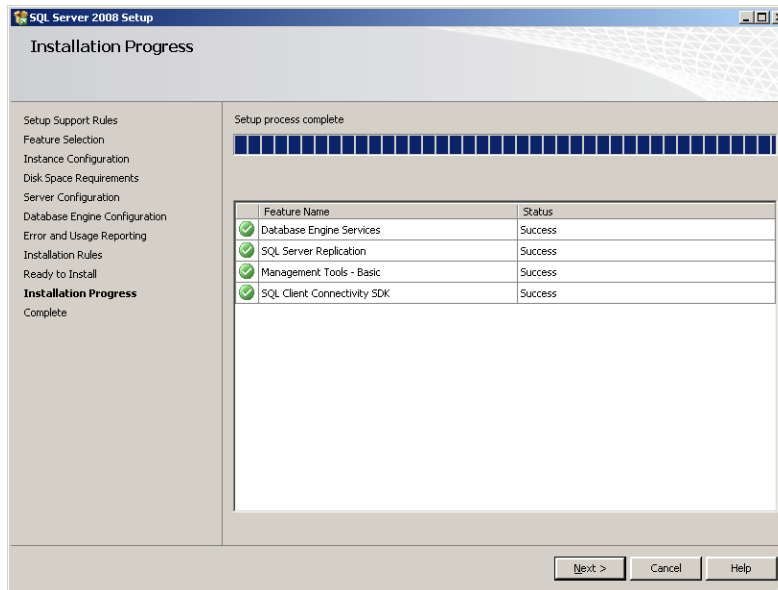 SQL Server 2008 Setup
Installation Progress
Setup Support Rules
Feature Selection
Instance Configuration
Disk Space Requirements
Server Configuration
Database Engine Configuration
Error and Usage Reporting
Installation Rules
Ready to Install
Installation Progress
Complete
Setup process complete
Feature Name Status
Database Engine Services Success
SQL Server Replication Success
Management Tools - Basic Success
SQL Client Connectivity SDK Success
Next > Cancel Help